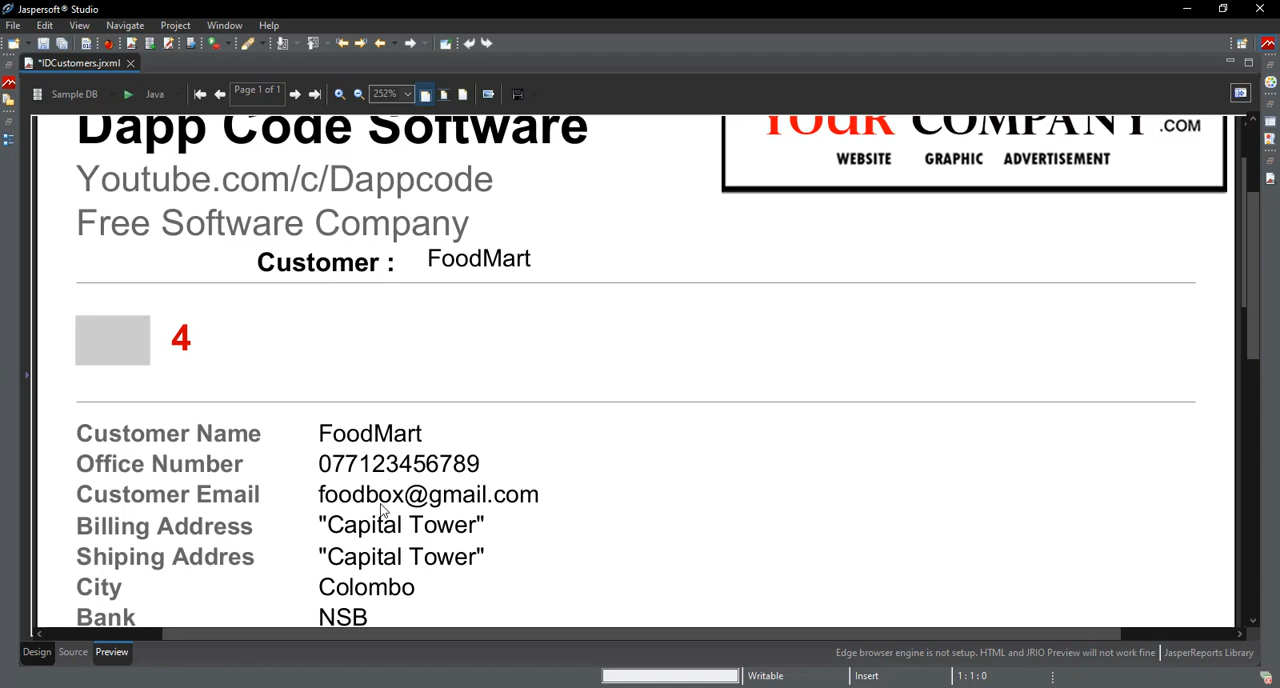 Jaspersoft® Studio
File Edit View Navigate Project Window Help
*IDCustomers.jrxml
Sample DB Java Page 1 of 1 252%
Dapp Code Software
YOUR COMPANY .COM
WEBSITE GRAPHIC ADVERTISEMENT
Youtube.com/c/Dappcode
Free Software Company
Customer : FoodMart
4
Customer Name FoodMart
Office Number 077123456789
Customer Email foodbox@gmail.com
Billing Address "Capital Tower"
Shiping Addres "Capital Tower"
City Colombo
Bank NSB
Design Source Preview Edge browser engine is not setup. HTML and JRIO Preview will not work fine JasperReports Library
Writable Insert 1:1:0